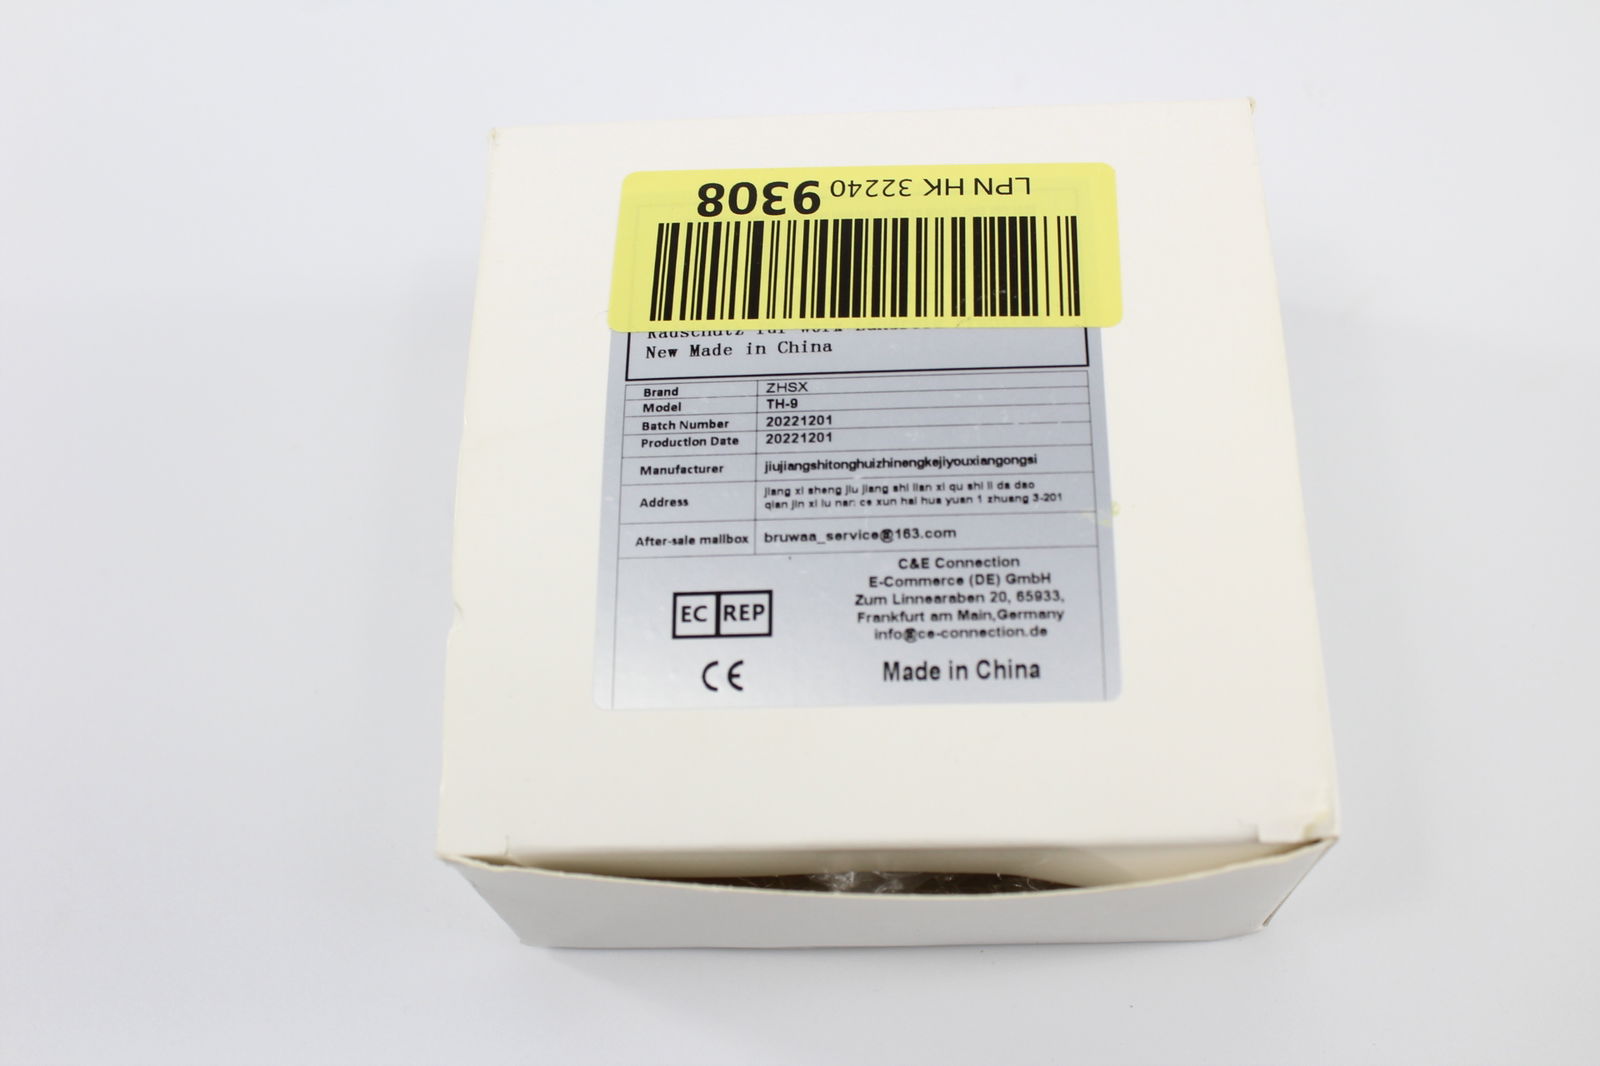 LPN HK 32240 9308
für
New Made in China
Brand ZHSX
Model TH-9
Batch Number 20221201
Production Date 20221201
Manufacturer jiujiangshitonghuizhinengkejiyouxiangongsi
Address jiang xi sheng jiu jiang shi lian xi qu shi li da dao
qian jin xi lu nan ce xun hai hua yuan 1 zhuang 3-201
After-sale mailbox bruwaa_service@163.com
EC REP
C&E Connection
E-Commerce (DE) GmbH
Zum Linnearaben 20, 65933,
Frankfurt am Main,Germany
info@ce-connection.de
CE
Made in China